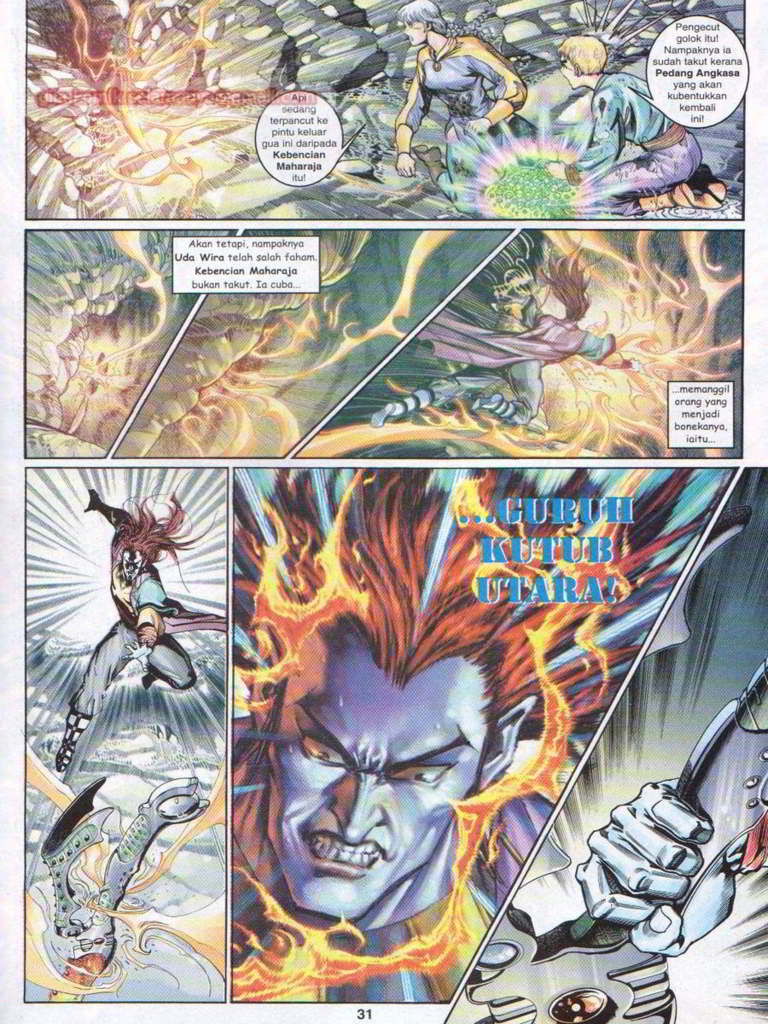 Api
sedang
terpancut ke
pintu keluar
gua ini daripada
Kebencian
Maharaja
itu!
Pengecut
golok itu!
Nampaknya ia
sudah takut kerana
Pedang Angkasa
yang akan
kubentukkan
kembali
ini!
Akan tetapi, nampaknya
Uda Wira telah salah faham.
Kebencian Maharaja
bukan takut. Ia cuba...
...memanggil
orang yang
menjadi
bonekanya,
iaitu...
...GURUH
KUTUB
UTARA!
31